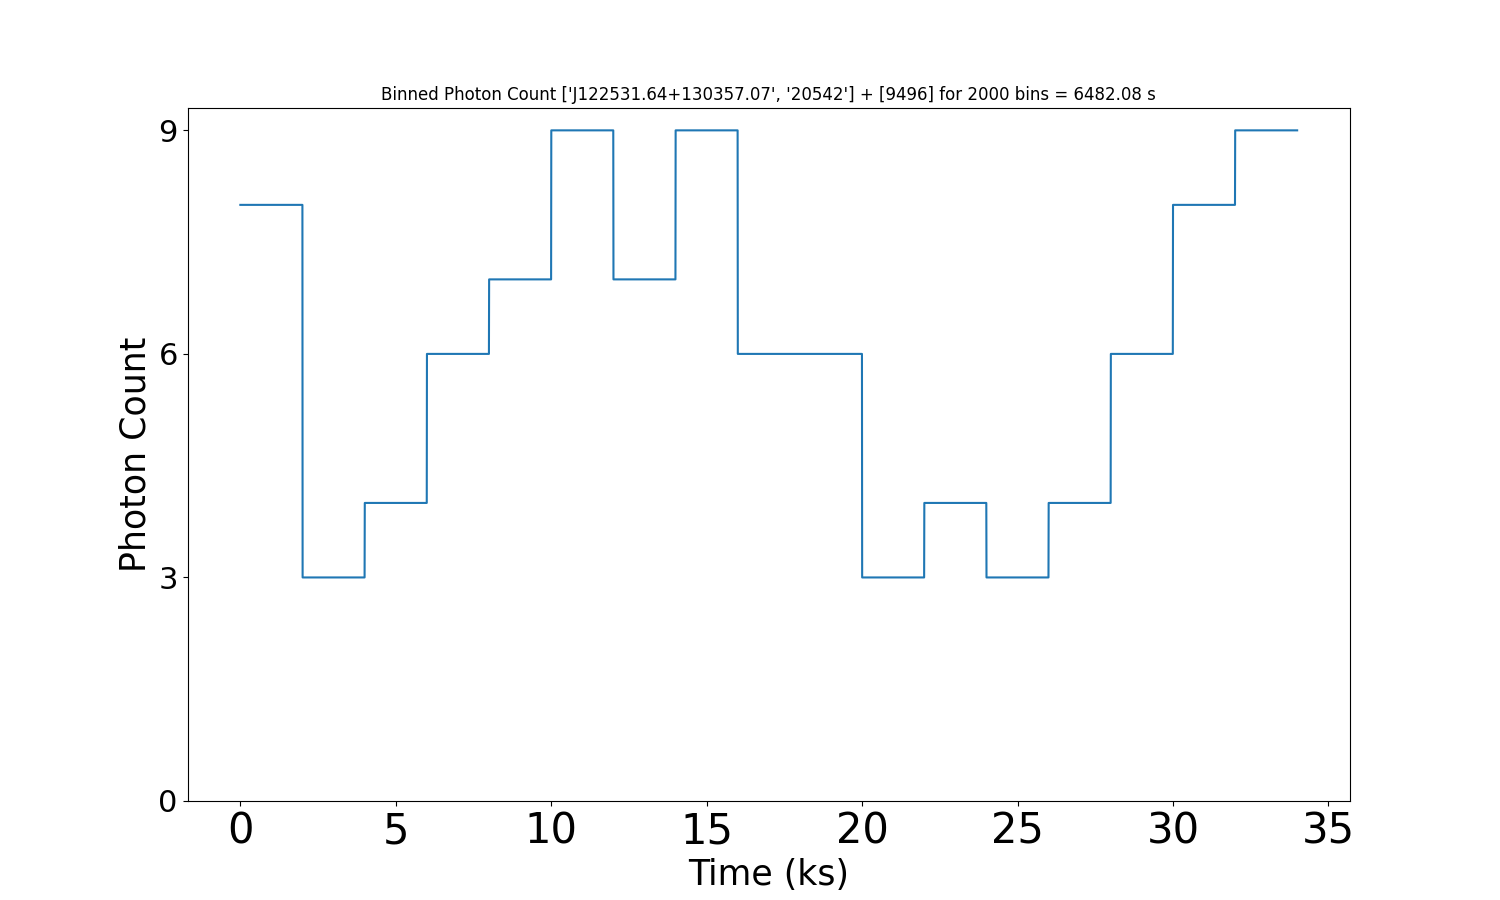 Binned Photon Count ['J122531.64+130357.07', '20542'] + [9496] for 2000 bins = 6482.08 s
9
6
3
0
Photon Count
0 5 10 15 20 25 30 35
Time (ks)